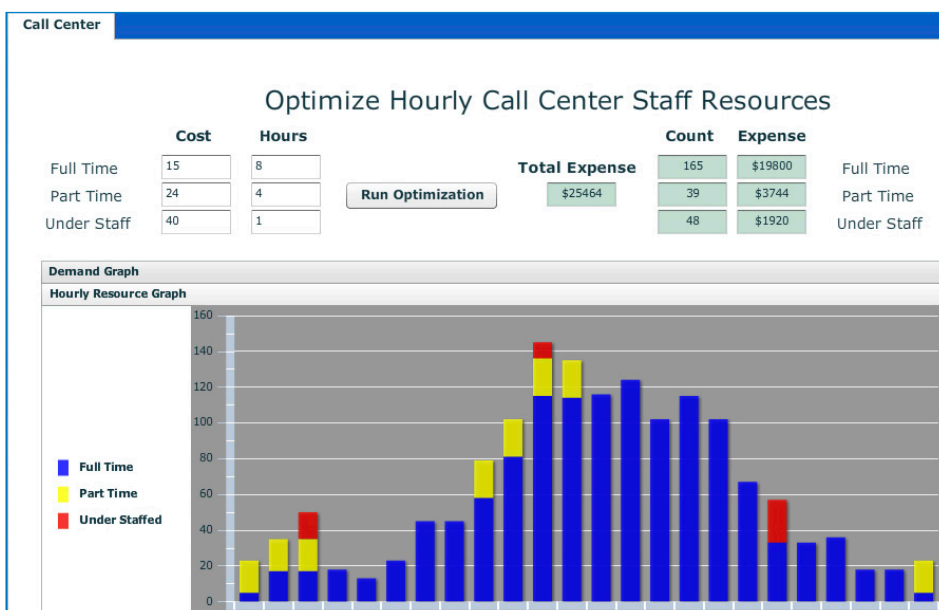 Call Center
Optimize Hourly Call Center Staff Resources
Cost Hours Count Expense
Full Time 15 8 Total Expense 165 $19800 Full Time
Part Time 24 4 Run Optimization $25464 39 $3744 Part Time
Under Staff 40 1 48 $1920 Under Staff
Demand Graph
Hourly Resource Graph
160
140
120
100
80
60
40
20
0
Full Time
Part Time
Under Staffed